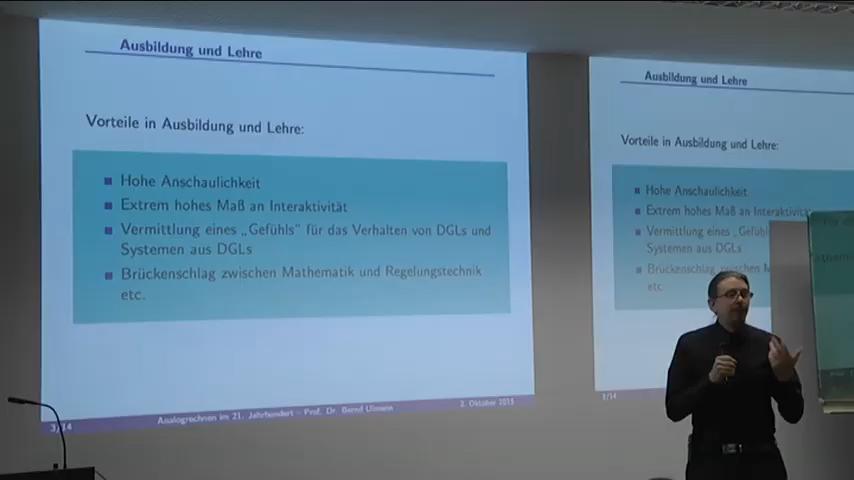 Ausbildung und Lehre
Vorteile in Ausbildung und Lehre:
Hohe Anschaulichkeit
Extrem hohes Maß an Interaktivität
Vermittlung eines „Gefühls" für das Verhalten von DGLs und
Systemen aus DGLs
Brückenschlag zwischen Mathematik und Regelungstechnik
etc.
3/14
Analogrechnen im 21. Jahrhundert – Prof. Dr. Bernd Ulmann
2. Oktober 2015
Ausbildung und Lehre
Vorteile in Ausbildung und Lehre:
Hohe Anschaulichkeit
Extrem hohes Maß an Interaktivität
Vermittlung eines „Gefühl
Systemen aus DGLs
Brückenschlag zwischen M
etc.
3/14